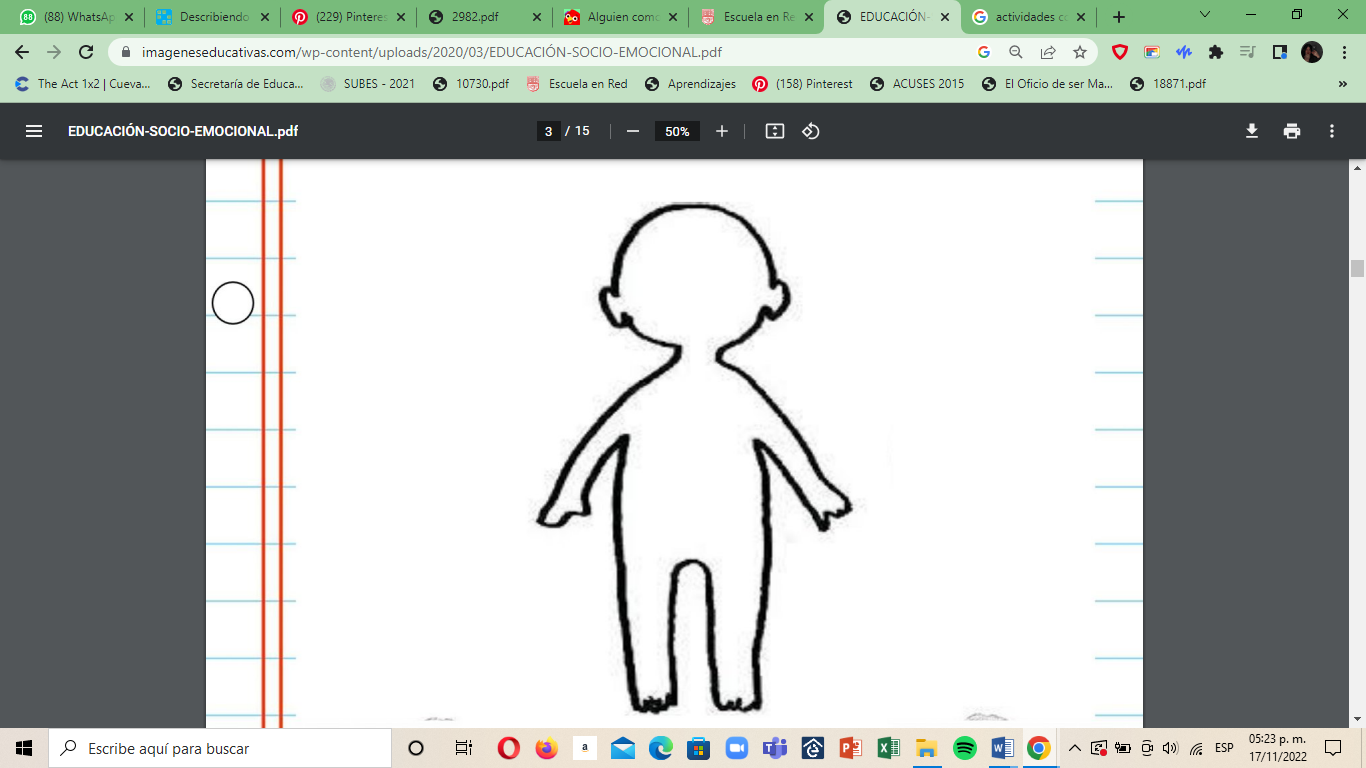 (88) WhatsAp
Describiendo
(229) Pinteres
2982.pdf
Alguien como
Escuela en Re
EDUCACIÓN-
actividades co
imageneseducativas.com/wp-content/uploads/2020/03/EDUCACIÓN-SOCIO-EMOCIONAL.pdf
The Act 1x2 | Cueva...
Secretaría de Educa...
SUBES - 2021
10730.pdf
Escuela en Red
Aprendizajes
(158) Pinterest
ACUSES 2015
El Oficio de ser Ma...
18871.pdf
»
EDUCACIÓN-SOCIO-EMOCIONAL.pdf
3 / 15
50%
Escribe aquí para buscar
ESP
05:23 p. m.
17/11/2022